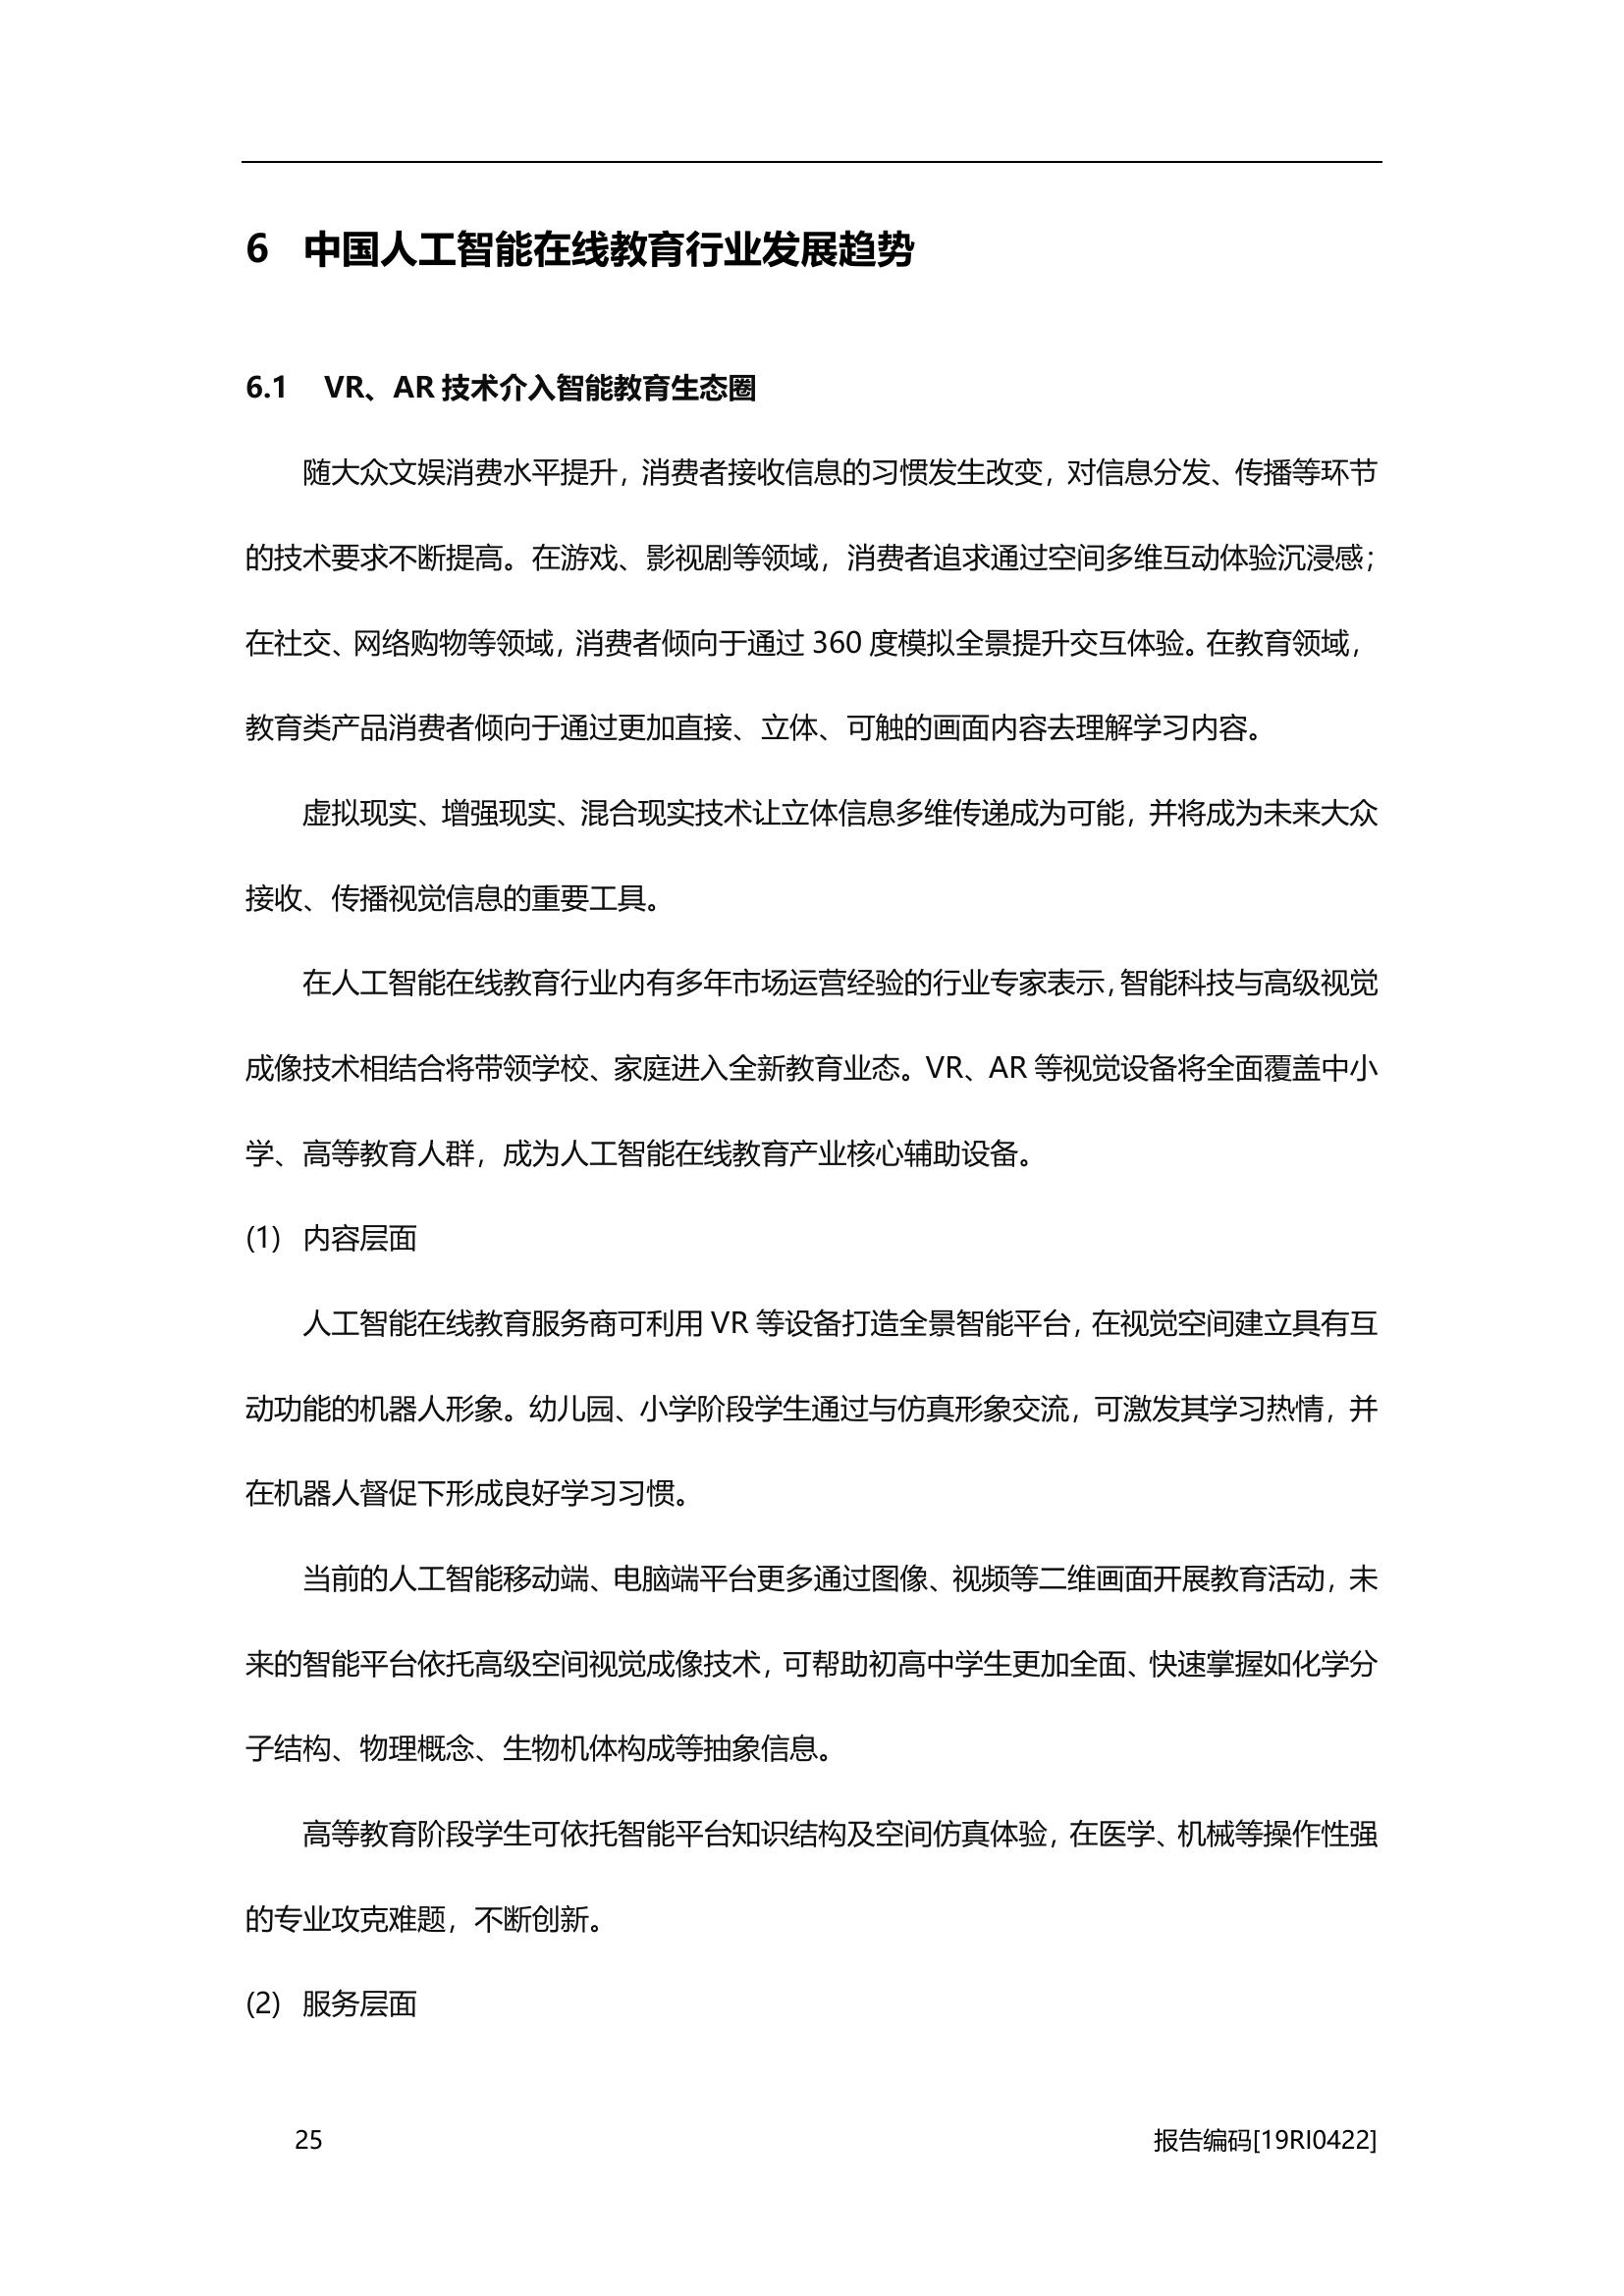 6 中国人工智能在线教育行业发展趋势
6.1 VR、AR 技术介入智能教育生态圈
随大众文娱消费水平提升，消费者接收信息的习惯发生改变，对信息分发、传播等环节
的技术要求不断提高。在游戏、影视剧等领域，消费者追求通过空间多维互动体验沉浸感；
在社交、网络购物等领域，消费者倾向于通过 360 度模拟全景提升交互体验。在教育领域，
教育类产品消费者倾向于通过更加直接、立体、可触的画面内容去理解学习内容。
虚拟现实、增强现实、混合现实技术让立体信息多维传递成为可能，并将成为未来大众
接收、传播视觉信息的重要工具。
在人工智能在线教育行业内有多年市场运营经验的行业专家表示，智能科技与高级视觉
成像技术相结合将带领学校、家庭进入全新教育业态。VR、AR 等视觉设备将全面覆盖中小
学、高等教育人群，成为人工智能在线教育产业核心辅助设备。
(1) 内容层面
人工智能在线教育服务商可利用 VR 等设备打造全景智能平台，在视觉空间建立具有互
动功能的机器人形象。幼儿园、小学阶段学生通过与仿真形象交流，可激发其学习热情，并
在机器人督促下形成良好学习习惯。
当前的人工智能移动端、电脑端平台更多通过图像、视频等二维画面开展教育活动，未
来的智能平台依托高级空间视觉成像技术，可帮助初高中学生更加全面、快速掌握如化学分
子结构、物理概念、生物机体构成等抽象信息。
高等教育阶段学生可依托智能平台知识结构及空间仿真体验，在医学、机械等操作性强
的专业攻克难题，不断创新。
(2) 服务层面
25 报告编码[19RI0422]